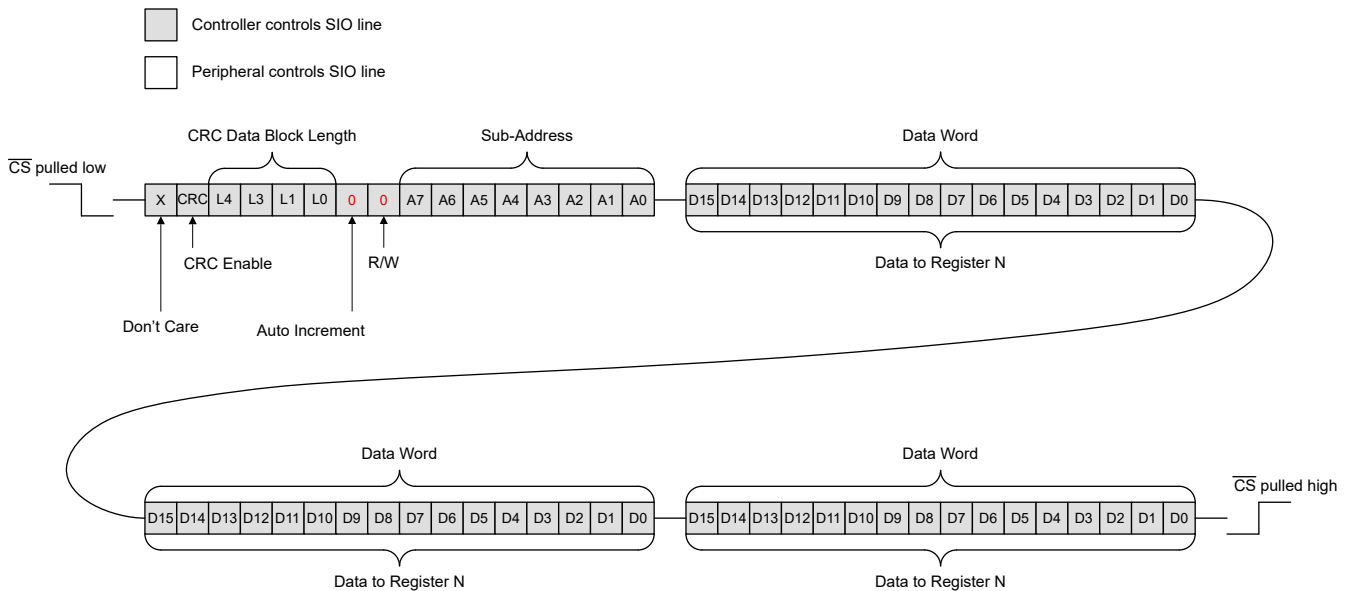 Controller controls SIO line
Peripheral controls SIO line
CRC Data Block Length
Sub-Address
Data Word
CS pulled low
X CRC L4 L3 L1 L0 0 0 A7 A6 A5 A4 A3 A2 A1 A0
D15 D14 D13 D12 D11 D10 D9 D8 D7 D6 D5 D4 D3 D2 D1 D0
CRC Enable
R/W
Data to Register N
Don't Care
Auto Increment
Data Word
Data Word
CS pulled high
D15 D14 D13 D12 D11 D10 D9 D8 D7 D6 D5 D4 D3 D2 D1 D0
D15 D14 D13 D12 D11 D10 D9 D8 D7 D6 D5 D4 D3 D2 D1 D0
Data to Register N
Data to Register N